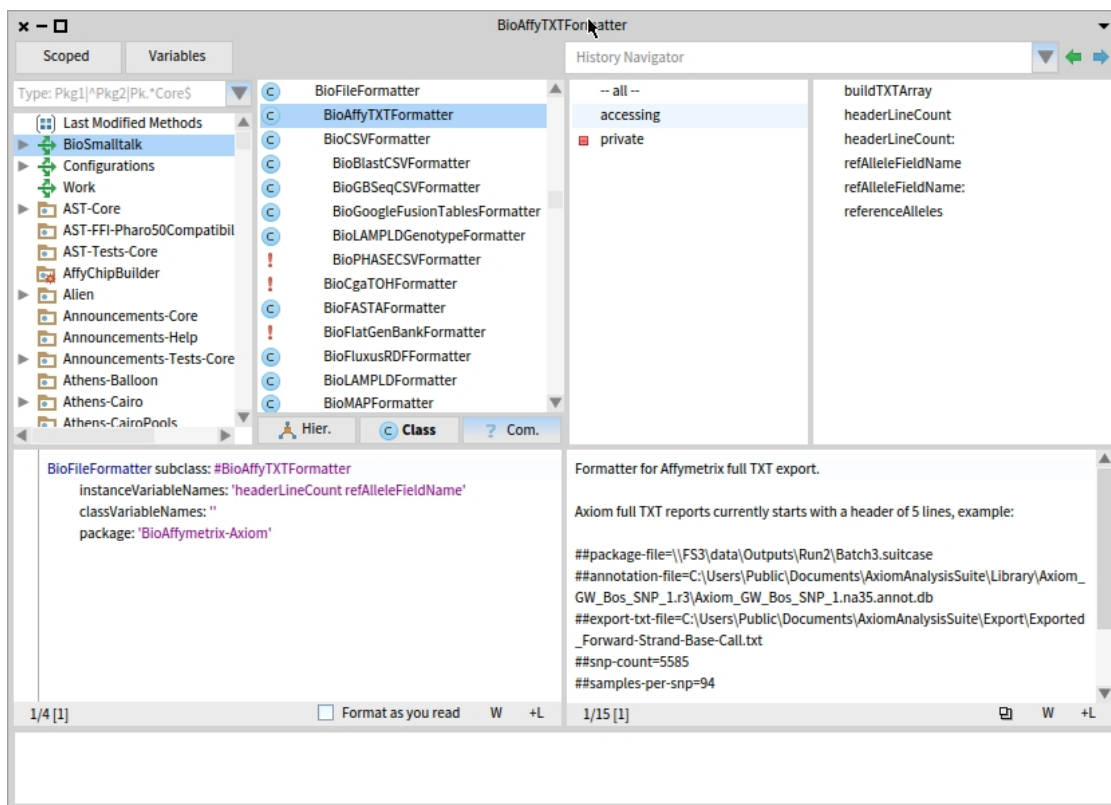 BioAffyTXTFormatter
Scoped
Variables
History Navigator
Type: Pkg1|^Pkg2|Pk.*Core$
Last Modified Methods
BioSmalltalk
Configurations
Work
AST-Core
AST-FFI-Pharo50Compatibil
AST-Tests-Core
AffyChipBuilder
Alien
Announcements-Core
Announcements-Help
Announcements-Tests-Core
Athens-Balloon
Athens-Cairo
Athens-CairoPools
BioFileFormatter
BioAffyTXTFormatter
BioCSVFormatter
BioBlastCSVFormatter
BioGBSeqCSVFormatter
BioGoogleFusionTablesFormatter
BioLAMPLDGenotypeFormatter
BioPHASECSVFormatter
BioCgaTOHFormatter
BioFASTAFormatter
BioFlatGenBankFormatter
BioFluxusRDFFormatter
BioLAMPLDFormatter
BioMAPFormatter
Hier.
Class
? Com.
-- all --
accessing
private
buildTXTArray
headerLineCount
headerLineCount:
refAlleleFieldName
refAlleleFieldName:
referenceAlleles
BioFileFormatter subclass: #BioAffyTXTFormatter
instanceVariableNames: 'headerLineCount refAlleleFieldName'
classVariableNames: ''
package: 'BioAffymetrix-Axiom'
1/4 [1]
Format as you read
W
+L
Formatter for Affymetrix full TXT export.
Axiom full TXT reports currently starts with a header of 5 lines, example:
##package-file=\\FS3\data\Outputs\Run2\Batch3.suitcase
##annotation-file=C:\Users\Public\Documents\AxiomAnalysisSuite\Library\Axiom_
GW_Bos_SNP_1.r3\Axiom_GW_Bos_SNP_1.na35.annot.db
##export-txt-file=C:\Users\Public\Documents\AxiomAnalysisSuite\Export\Exported
_Forward-Strand-Base-Call.txt
##snp-count=5585
##samples-per-snp=94
1/15 [1]
W
+L